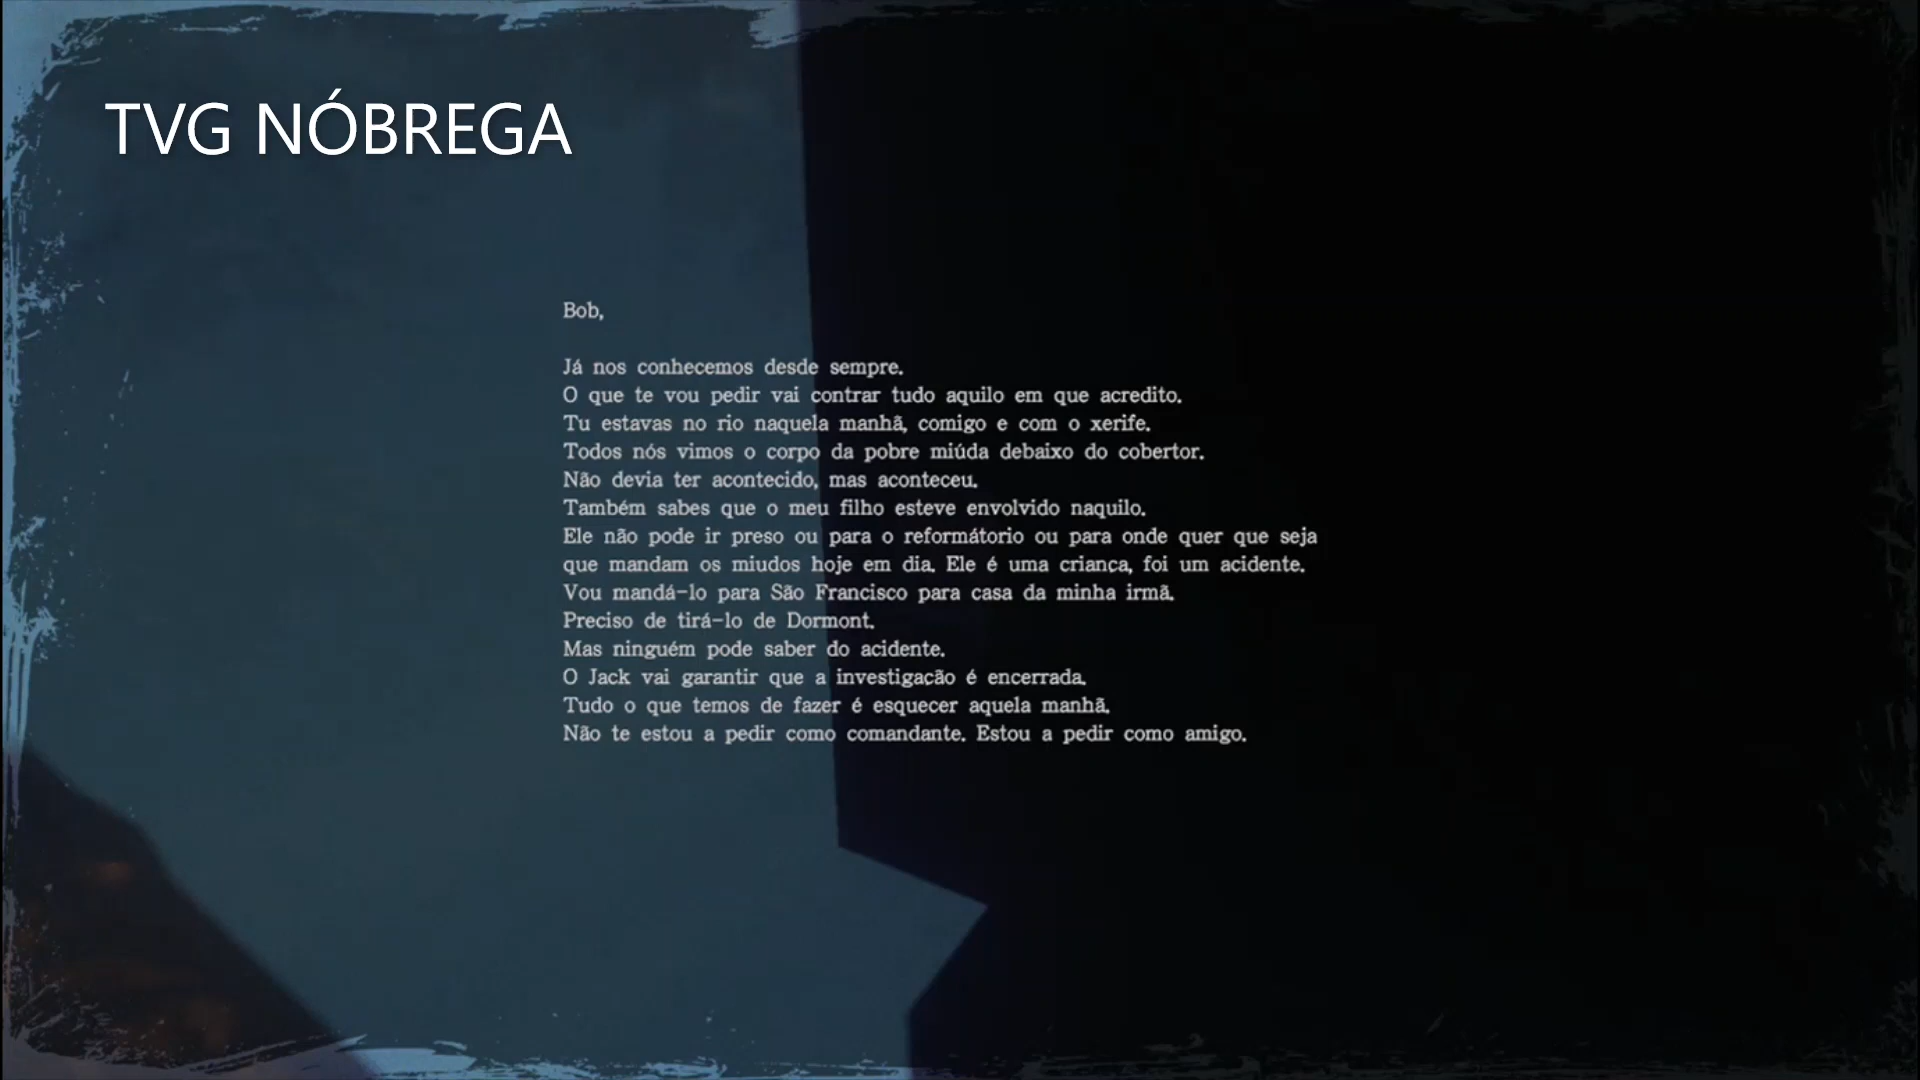 TVG NÓBREGA
Bob,
Já nos conhecemos desde sempre.
O que te vou pedir vai contrar tudo aquilo em que acredito.
Tu estavas no rio naquela manhã, comigo e com o xerife.
Todos nós vimos o corpo da pobre miúda debaixo do cobertor.
Não devia ter acontecido, mas aconteceu.
Também sabes que o meu filho esteve envolvido naquilo.
Ele não pode ir preso ou para o reformátorio ou para onde quer que seja
que mandam os miudos hoje em dia. Ele é uma criança, foi um acidente.
Vou mandá-lo para São Francisco para casa da minha irmã.
Preciso de tirá-lo de Dormont.
Mas ninguém pode saber do acidente.
O Jack vai garantir que a investigação é encerrada.
Tudo o que temos de fazer é esquecer aquela manhã.
Não te estou a pedir como comandante. Estou a pedir como amigo.